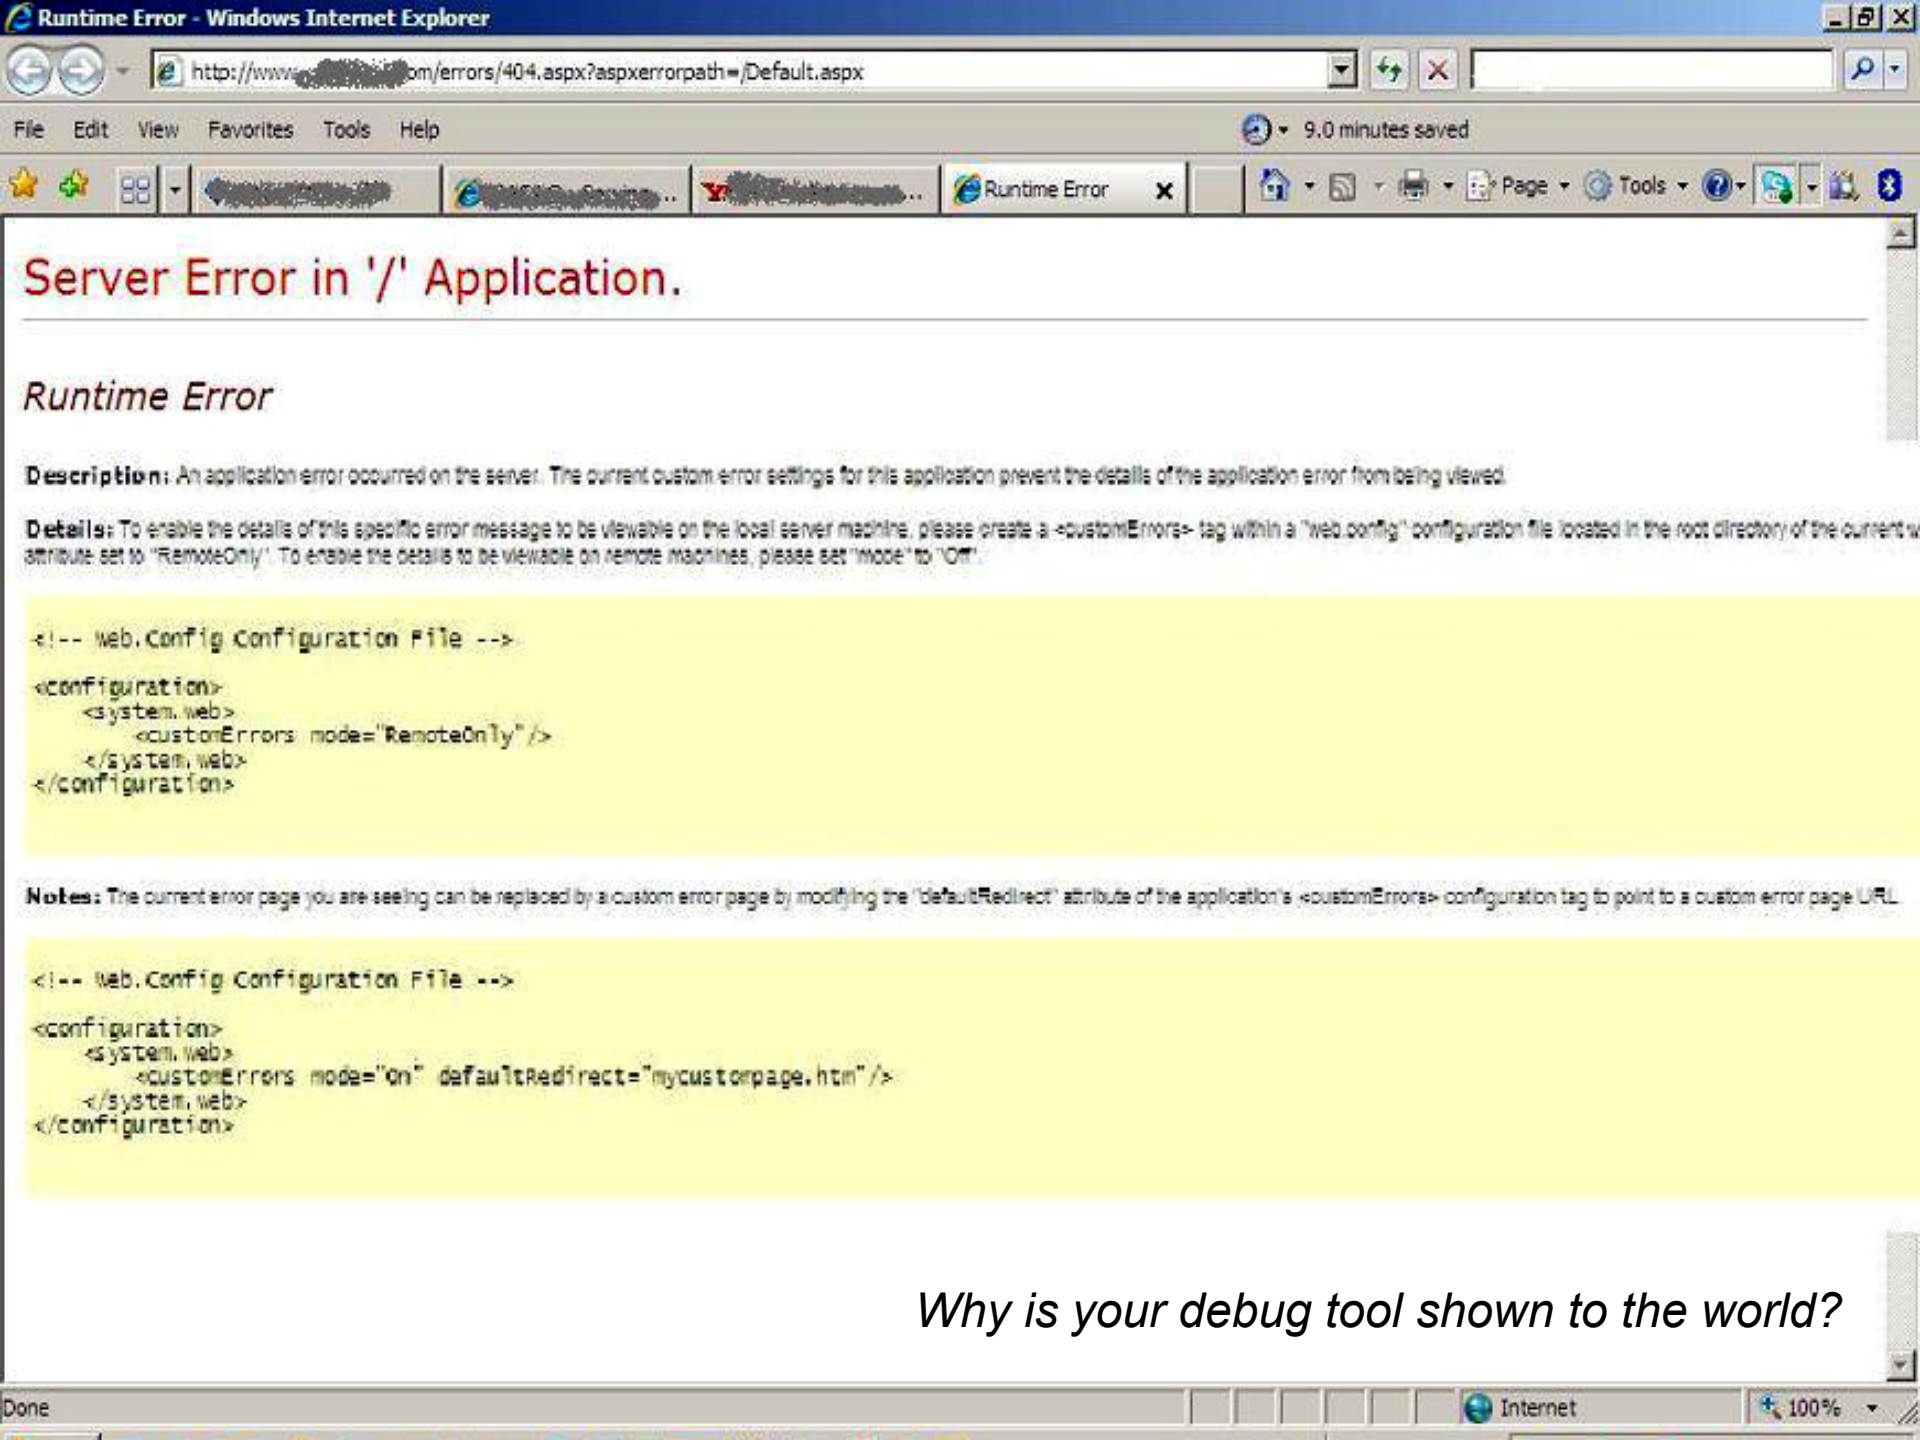 Runtime Error - Windows Internet Explorer
http://www. om/errors/404.aspx?aspxerrorpath=/Default.aspx
File Edit View Favorites Tools Help
9.0 minutes saved
Runtime Error
Page Tools
Server Error in '/' Application.
Runtime Error
Description: An application error occurred on the server. The current custom error settings for this application prevent the details of the application error from being viewed.
Details: To enable the details of this specific error message to be viewable on the local server machine, please create a <customErrors> tag within a "web.config" configuration file located in the root directory of the current w
attribute set to "RemoteOnly". To enable the details to be viewable on remote machines, please set "mode" to "Off".
<!-- Web.Config Configuration File -->
<configuration>
<system.web>
<customErrors mode="RemoteOnly"/>
</system.web>
</configuration>
Notes: The current error page you are seeing can be replaced by a custom error page by modifying the "defaultRedirect" attribute of the application's <customErrors> configuration tag to point to a custom error page URL.
<!-- Web.Config Configuration File -->
<configuration>
<system.web>
<customErrors mode="On" defaultRedirect="mycustompage.htm"/>
</system.web>
</configuration>
Why is your debug tool shown to the world?
Done
Internet
100%